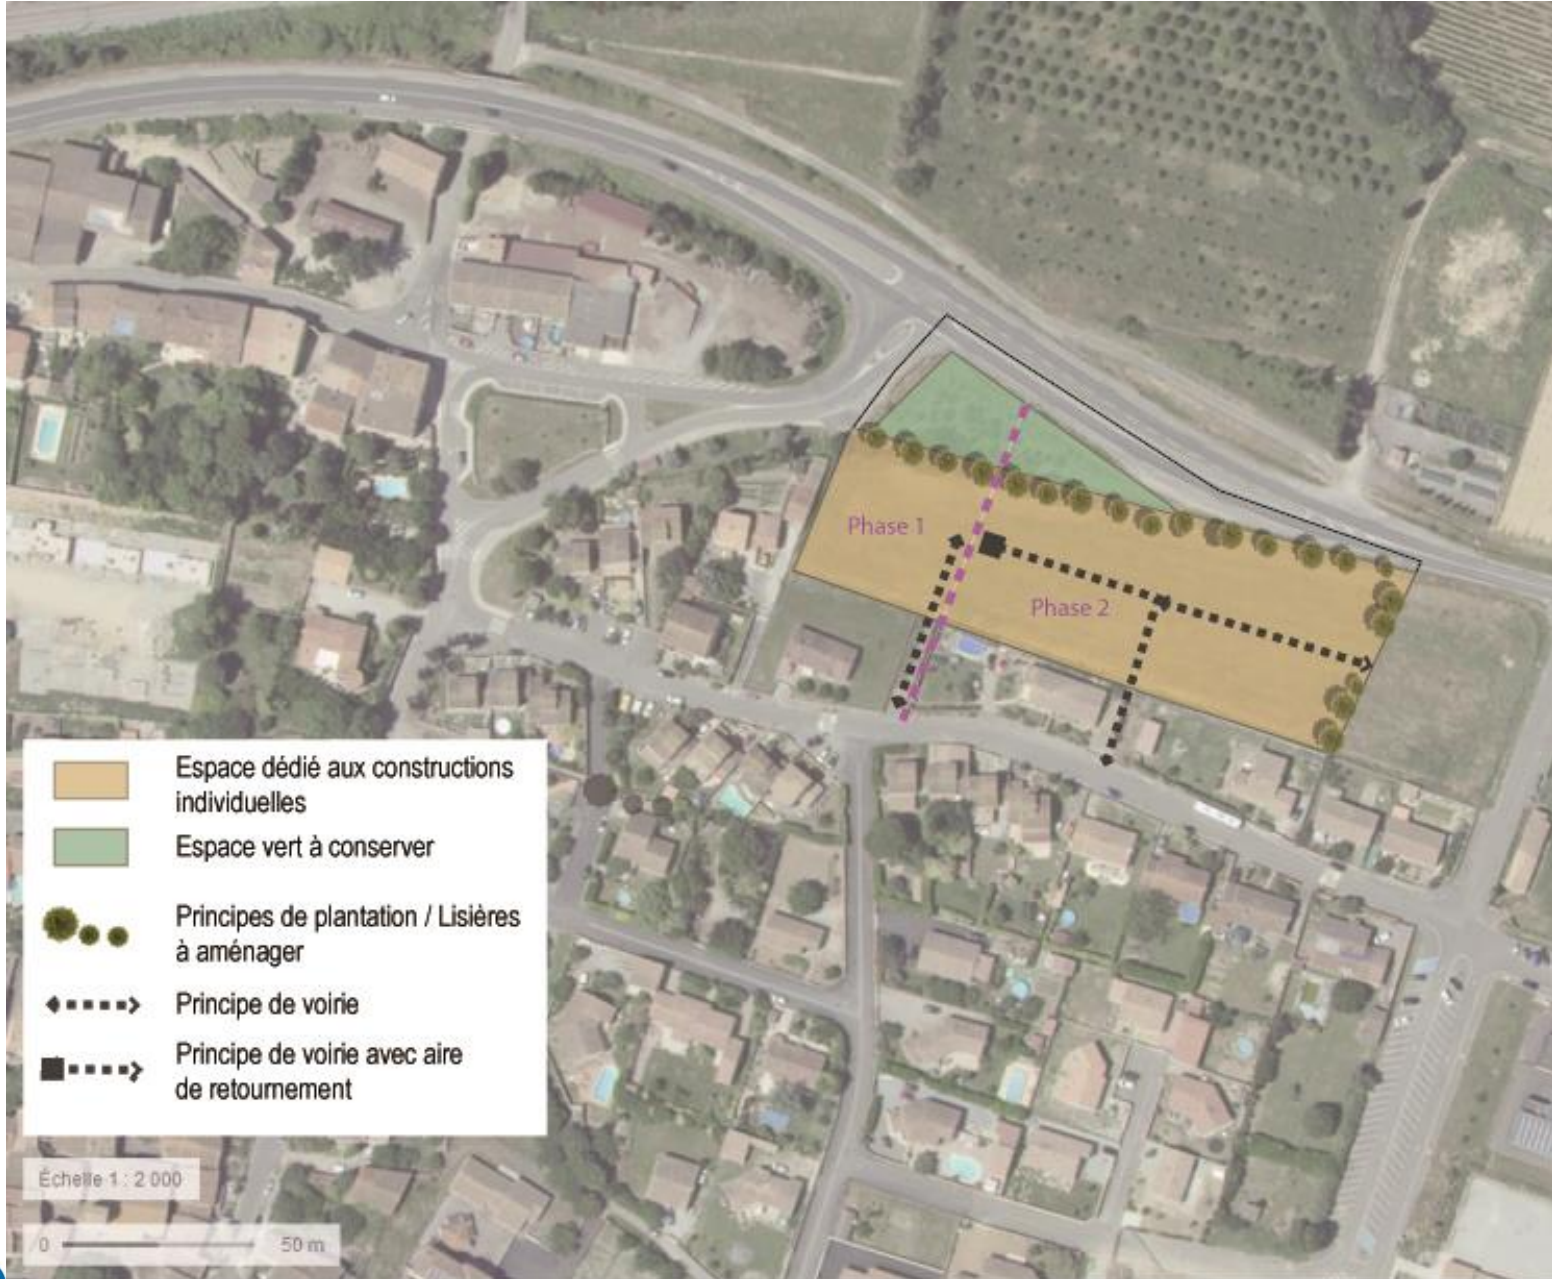 Phase 1
Phase 2
Espace dédié aux constructions
individuelles
Espace vert à conserver
Principes de plantation / Lisières
à aménager
Principe de voirie
Principe de voirie avec aire
de retournement
Échelle 1 : 2 000
0 50 m